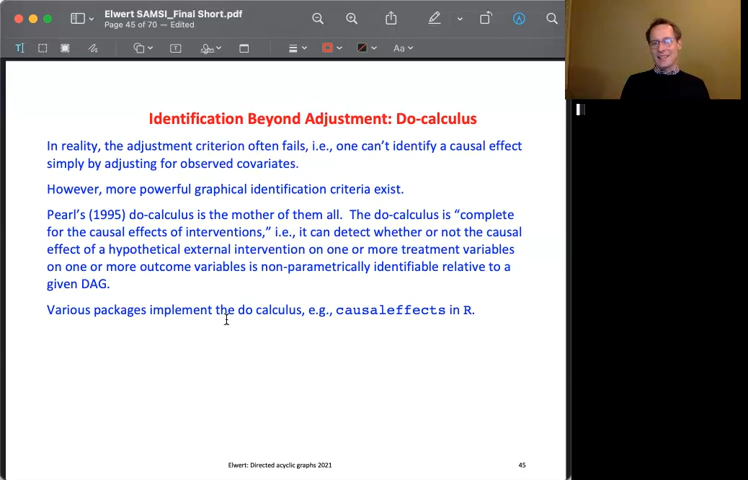 Elwert SAMSI_Final Short.pdf
Page 45 of 70 – Edited
Aa
Identification Beyond Adjustment: Do-calculus
In reality, the adjustment criterion often fails, i.e., one can't identify a causal effect
simply by adjusting for observed covariates.
However, more powerful graphical identification criteria exist.
Pearl's (1995) do-calculus is the mother of them all. The do-calculus is "complete
for the causal effects of interventions," i.e., it can detect whether or not the causal
effect of a hypothetical external intervention on one or more treatment variables
on one or more outcome variables is non-parametrically identifiable relative to a
given DAG.
Various packages implement the do calculus, e.g., causaleffects in R.
Elwert: Directed acyclic graphs 2021
45